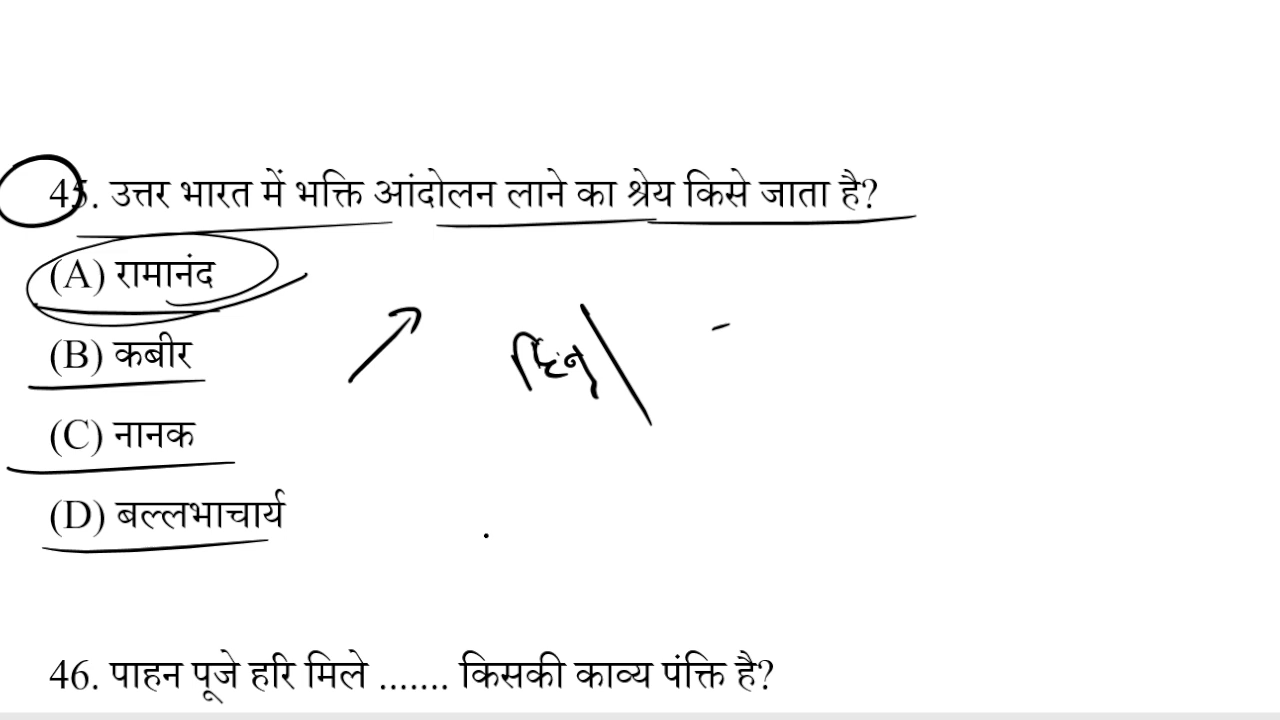 45. उत्तर भारत में भक्ति आंदोलन लाने का श्रेय किसे जाता है?
(A) रामानंद
(B) कबीर
(C) नानक
(D) बल्लभाचार्य
46. पाहन पूजे हरि मिले ....... किसकी काव्य पंक्ति है?